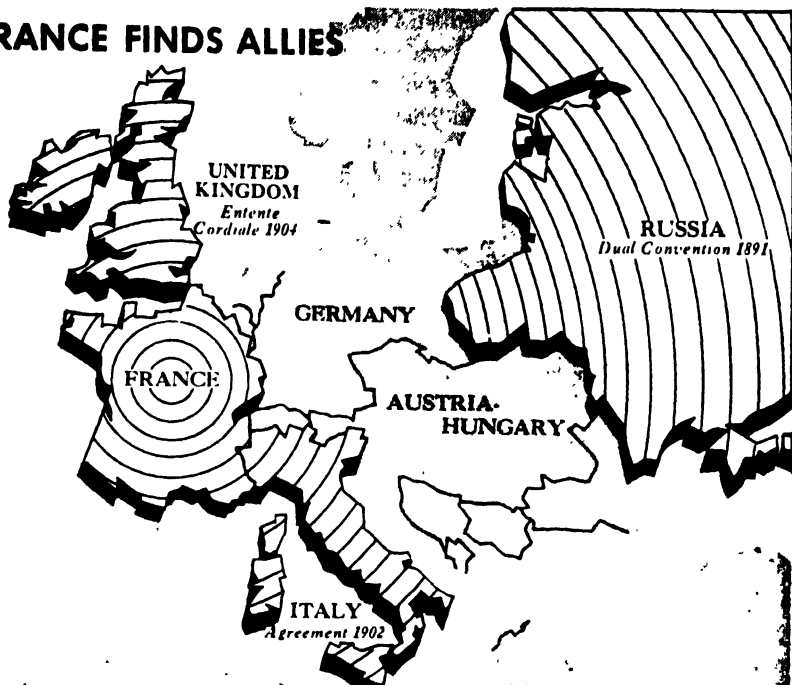 RANCE FINDS ALLIES
UNITED
KINGDOM
Entente
Cordiale 1904
RUSSIA
Dual Convention 1891
GERMANY
FRANCE
AUSTRIA-
HUNGARY
ITALY
Agreement 1902